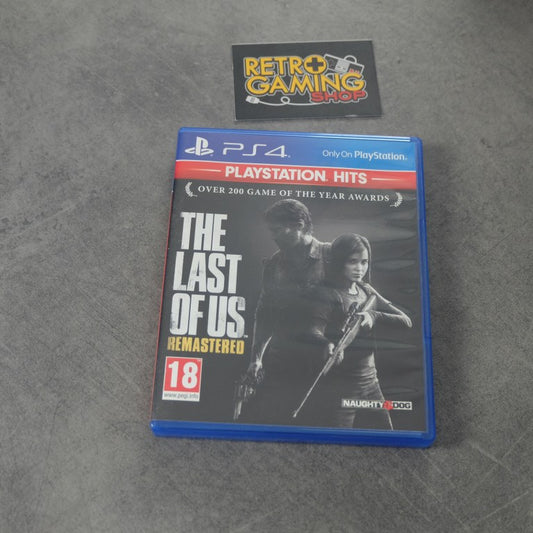 RETRO
GAMING
SHOP
PS4
Only On PlayStation.
PLAYSTATION HITS
OVER 200 GAME OF THE YEAR AWARDS
THE
LAST
OF US
REMASTERED
18
www.pegi.info
NAUGHTY DOG